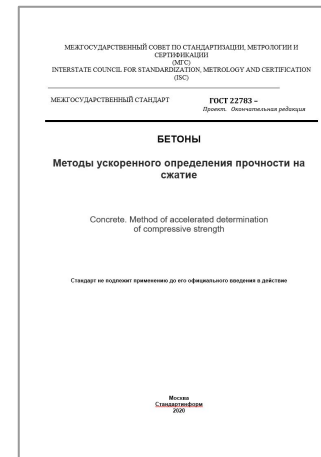 МЕЖГОСУДАРСТВЕННЫЙ СОВЕТ ПО СТАНДАРТИЗАЦИИ, МЕТРОЛОГИИ И
СЕРТИФИКАЦИИ
(МГС)
INTERSTATE COUNCIL FOR STANDARDIZATION, METROLOGY AND CERTIFICATION
(ISC)
МЕЖГОСУДАРСТВЕННЫЙ СТАНДАРТ
ГОСТ 22783 –
Проект. Окончательная редакция
БЕТОНЫ
Методы ускоренного определения прочности на
сжатие
Concrete. Method of accelerated determination
of compressive strength
Стандарт не подлежит применению до его официального введения в действие
Москва
Стандартинформ
2020